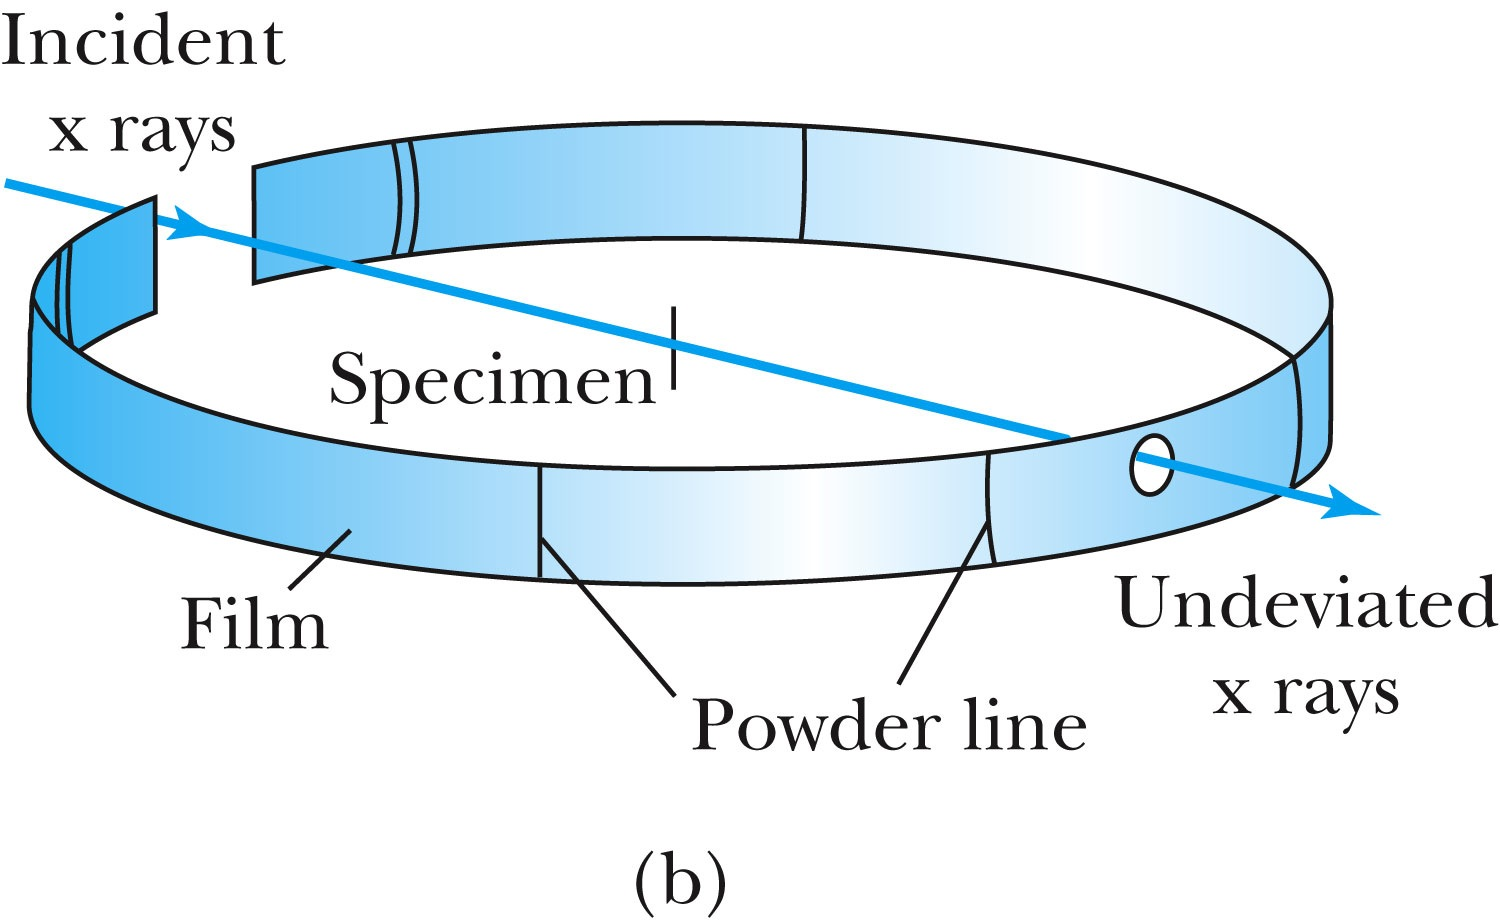 Incident
x rays
Specimen
Film
Powder line
Undeviated
x rays
(b)